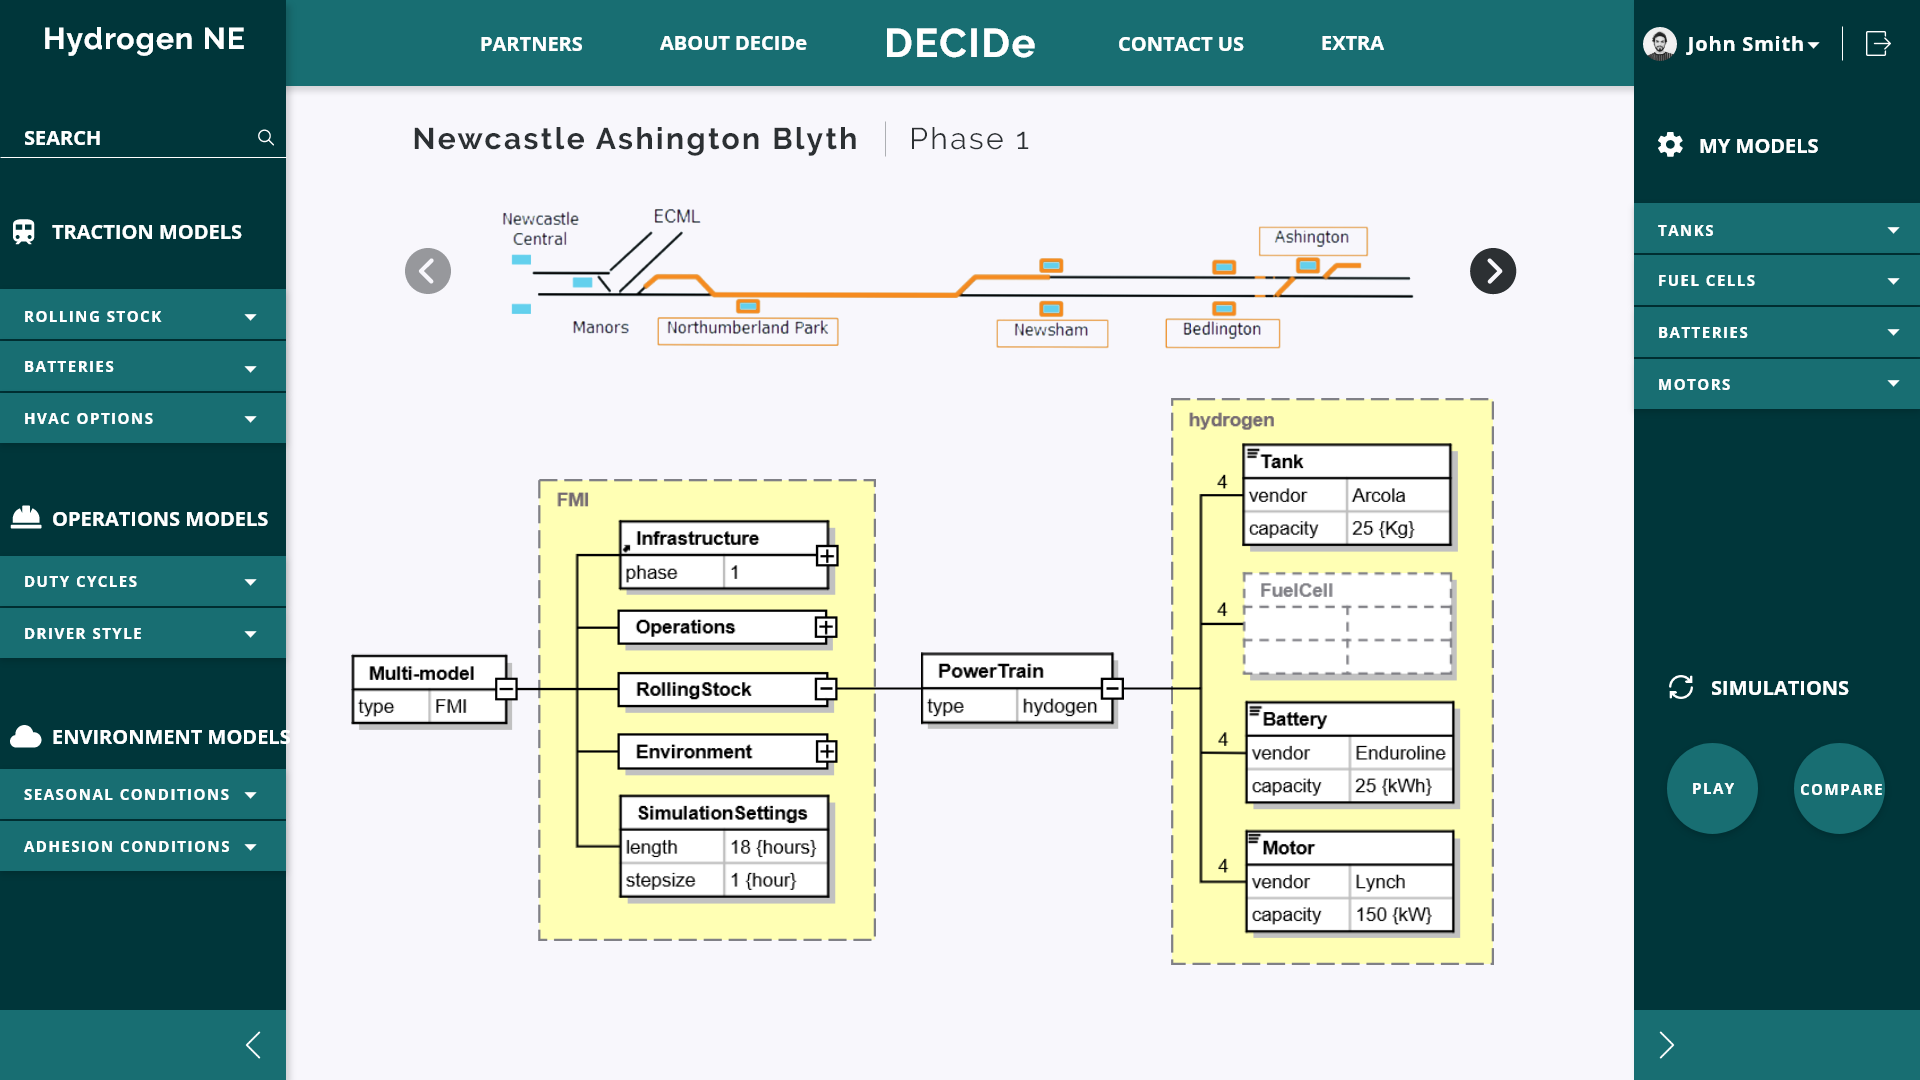 Hydrogen NE
PARTNERS
ABOUT DECIDe
DECIDe
CONTACT US
EXTRA
John Smith
SEARCH
TRACTION MODELS
ROLLING STOCK
BATTERIES
HVAC OPTIONS
OPERATIONS MODELS
DUTY CYCLES
DRIVER STYLE
ENVIRONMENT MODELS
SEASONAL CONDITIONS
ADHESION CONDITIONS
Newcastle Ashington Blyth
Phase 1
Newcastle
Central
ECML
Ashington
Manors
Northumberland Park
Newsham
Bedlington
Multi-model
type FMI
FMI
Infrastructure
phase 1
Operations
RollingStock
Environment
SimulationSettings
length 18 {hours}
stepsize 1 {hour}
PowerTrain
type hydogen
hydrogen
4
Tank
vendor Arcola
capacity 25 {Kg}
4
FuelCell
4
Battery
vendor Enduroline
capacity 25 {kWh}
4
Motor
vendor Lynch
capacity 150 {kW}
MY MODELS
TANKS
FUEL CELLS
BATTERIES
MOTORS
SIMULATIONS
PLAY
COMPARE